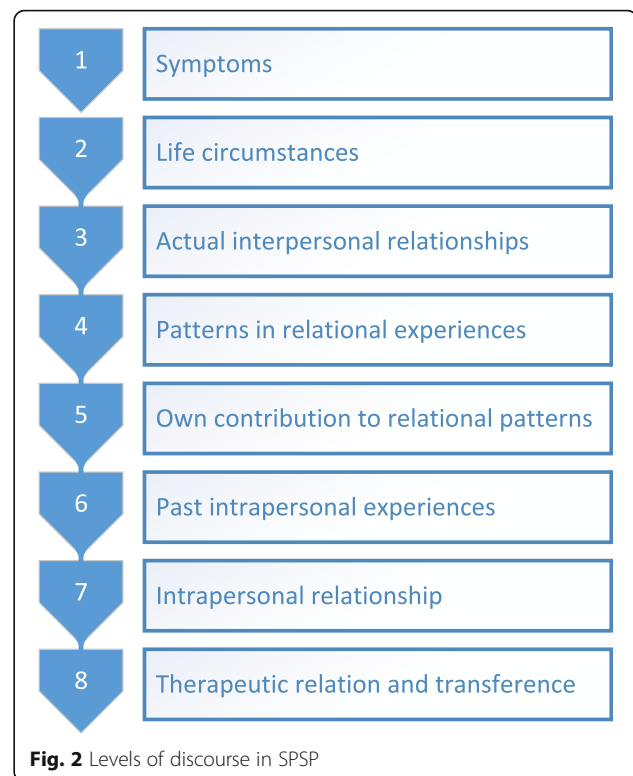 1
Symptoms
2
Life circumstances
3
Actual interpersonal relationships
4
Patterns in relational experiences
5
Own contribution to relational patterns
6
Past intrapersonal experiences
7
Intrapersonal relationship
8
Therapeutic relation and transference
Fig. 2 Levels of discourse in SPSP